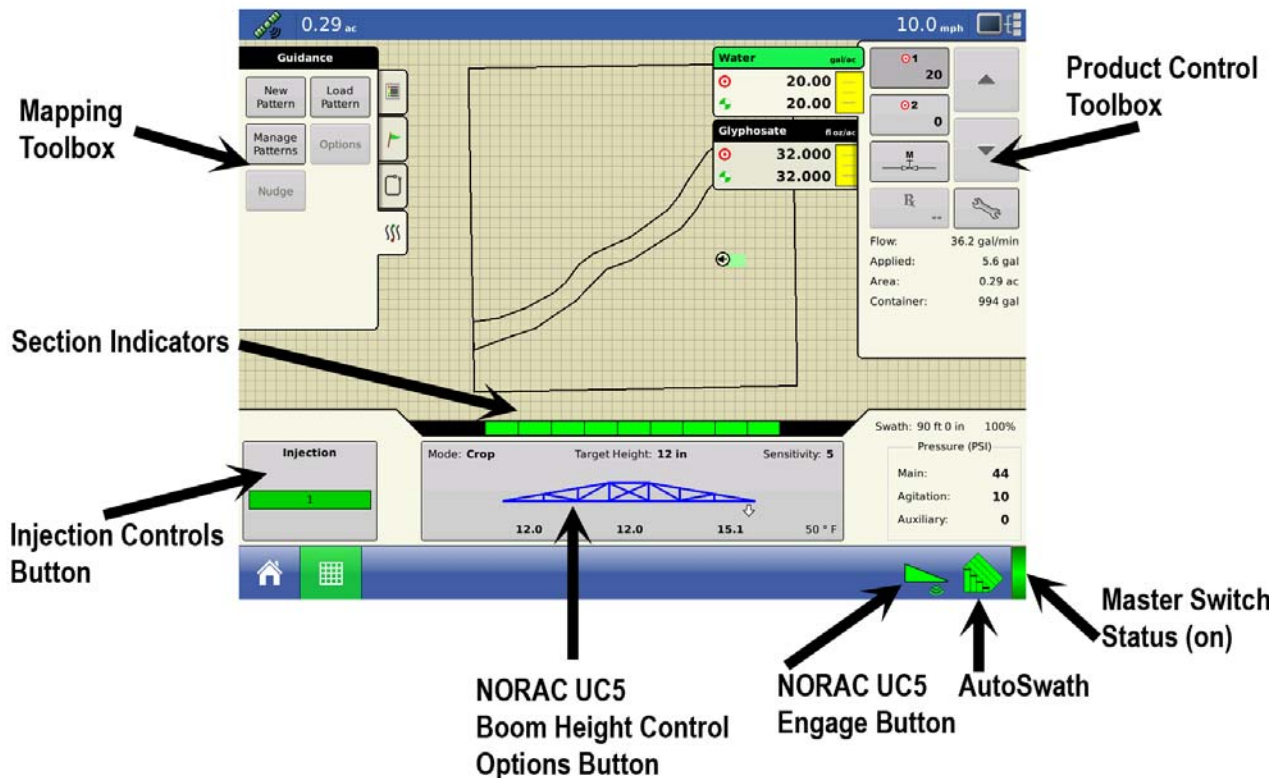 0.29 ac
10.0 mph
Guidance
New
Pattern
Load
Pattern
Manage
Patterns
Options
Nudge
Water gal/ac
20.00
20.00
Glyphosate fl oz/ac
32.000
32.000
1
20
2
0
M
Rx
--
Flow: 36.2 gal/min
Applied: 5.6 gal
Area: 0.29 ac
Container: 994 gal
Mapping
Toolbox
Product Control
Toolbox
Section Indicators
Injection
1
Mode: Crop Target Height: 12 in Sensitivity: 5
12.0 12.0 15.1 50 ° F
Swath: 90 ft 0 in 100%
Pressure (PSI)
Main: 44
Agitation: 10
Auxiliary: 0
Injection Controls
Button
NORAC UC5
Boom Height Control
Options Button
NORAC UC5
Engage Button
AutoSwath
Master Switch
Status (on)